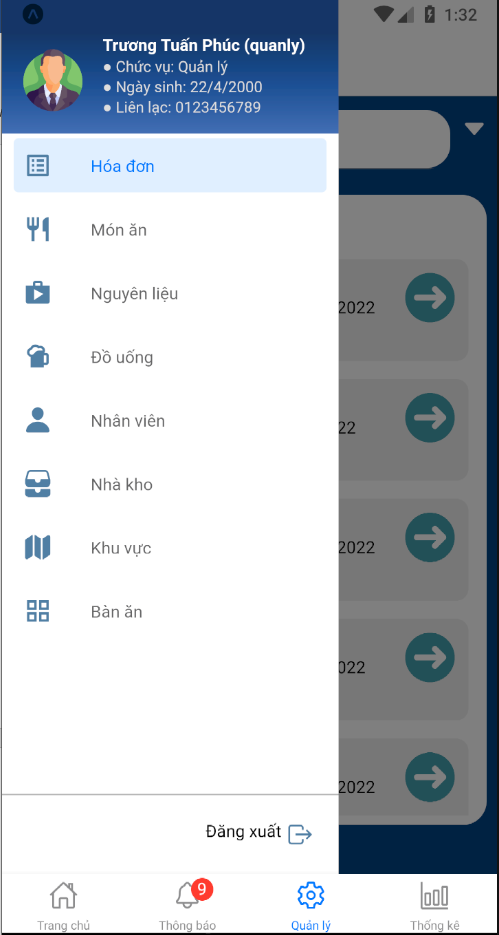 1:32
Trương Tuấn Phúc (quanly)
● Chức vụ: Quản lý
● Ngày sinh: 22/4/2000
● Liên lạc: 0123456789
Hóa đơn
Món ăn
Nguyên liệu
2022
Đồ uống
Nhân viên
22
Nhà kho
Khu vực
2022
Bàn ăn
022
2022
Đăng xuất
9
Trang chủ
Thông báo
Quản lý
Thống kê